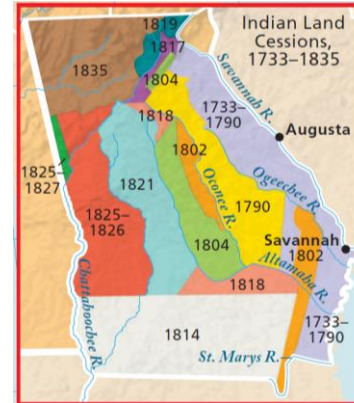 Indian Land
Cessions,
1733–1835
1819
1817
1835
1804
Savannah R.
1818
1733–
1790
Augusta
1802
1825–
1827
1821
Oconee R.
Ogeechee R.
1825–
1826
1790
Savannah
1802
1804
Altamaha R.
1818
Chattahoochee R.
1814
1733–
1790
St. Marys R.